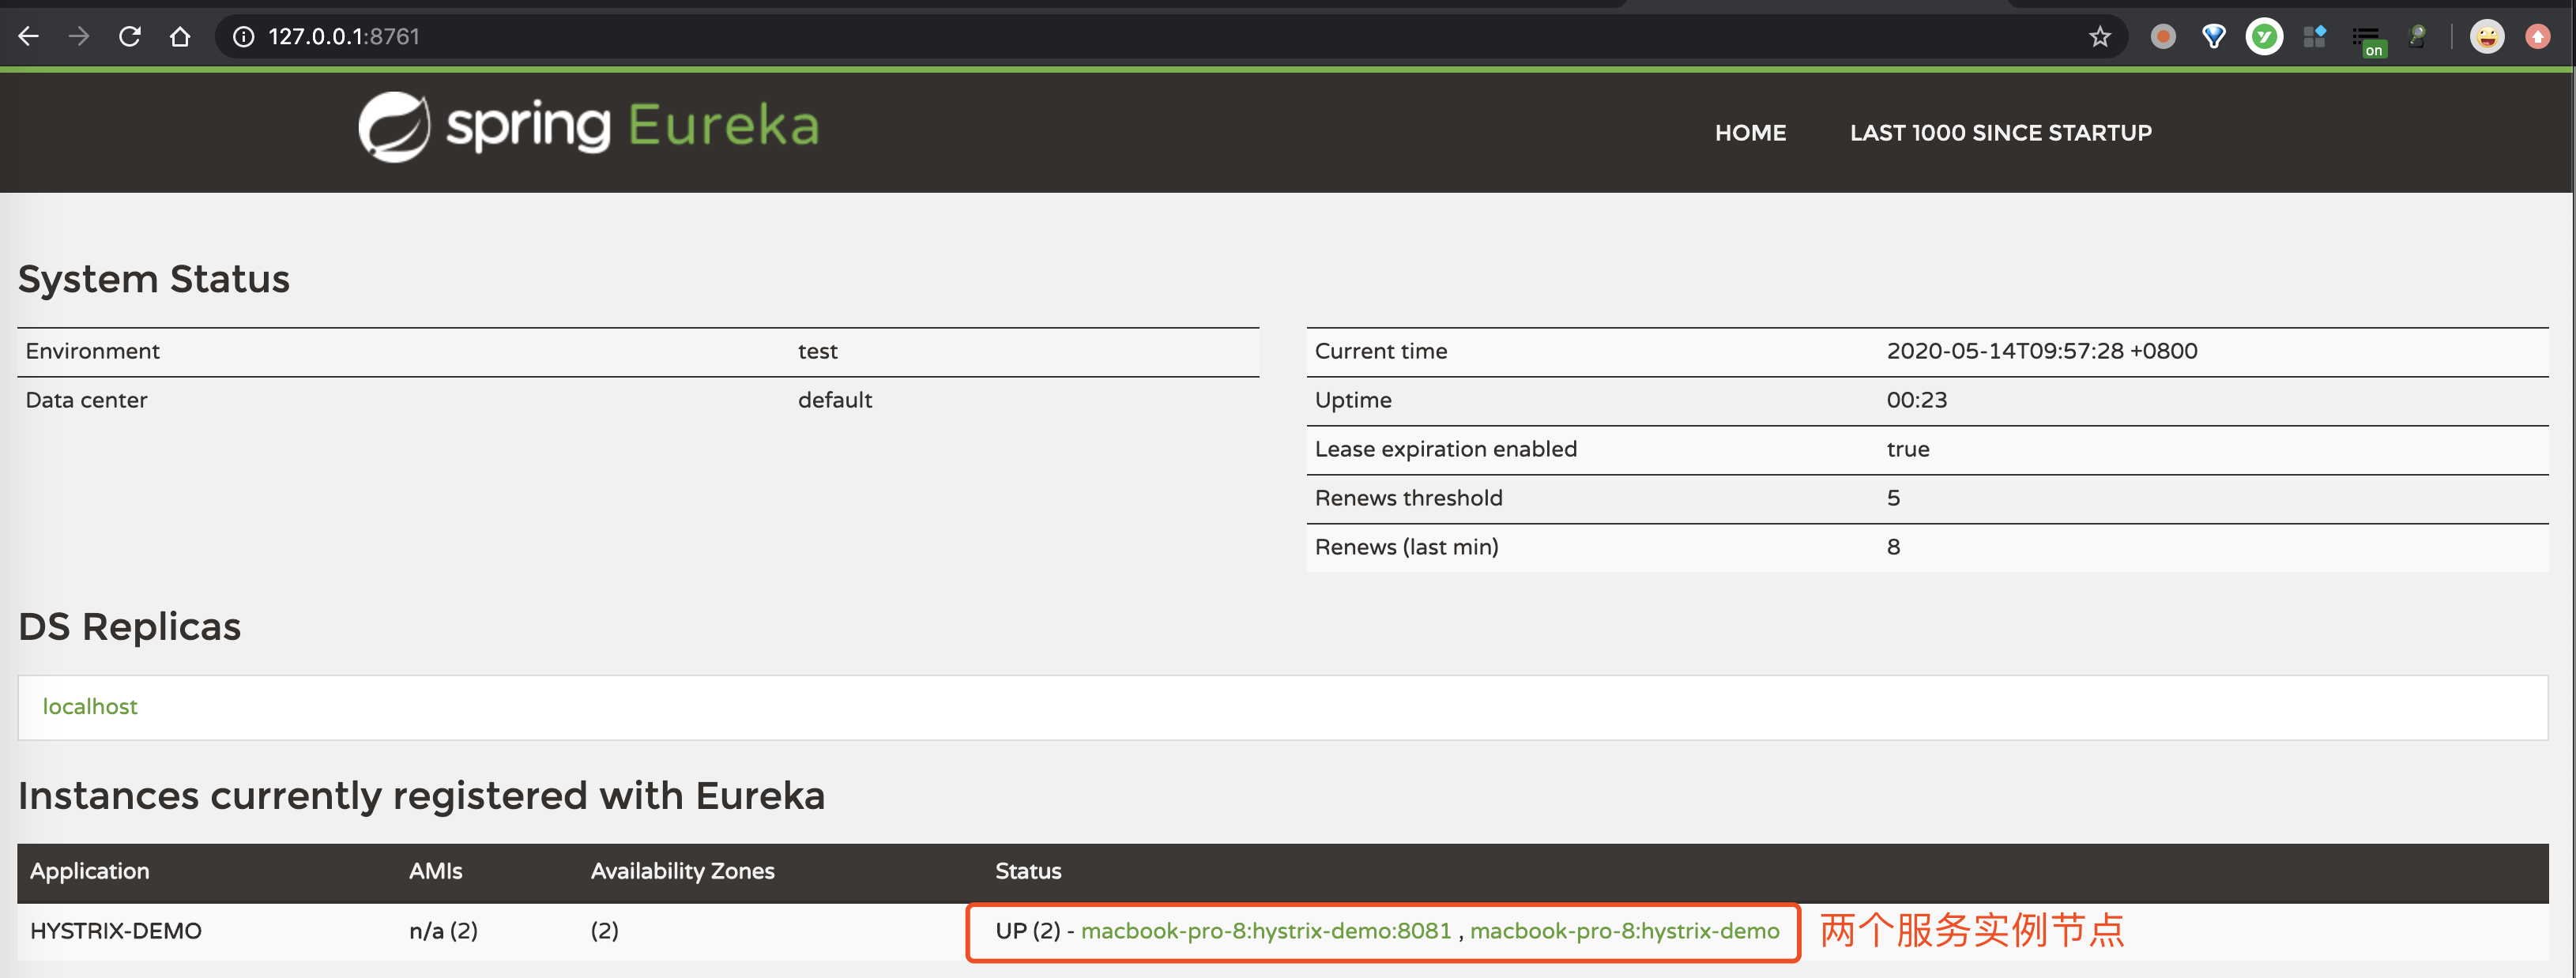 127.0.0.1:8761
on
spring Eureka
HOME LAST 1000 SINCE STARTUP
System Status
Environment test
Data center default
Current time 2020-05-14T09:57:28 +0800
Uptime 00:23
Lease expiration enabled true
Renews threshold 5
Renews (last min) 8
DS Replicas
localhost
Instances currently registered with Eureka
Application AMIs Availability Zones Status
HYSTRIX-DEMO n/a (2) (2) UP (2) - macbook-pro-8:hystrix-demo:8081 , macbook-pro-8:hystrix-demo 两个服务实例节点